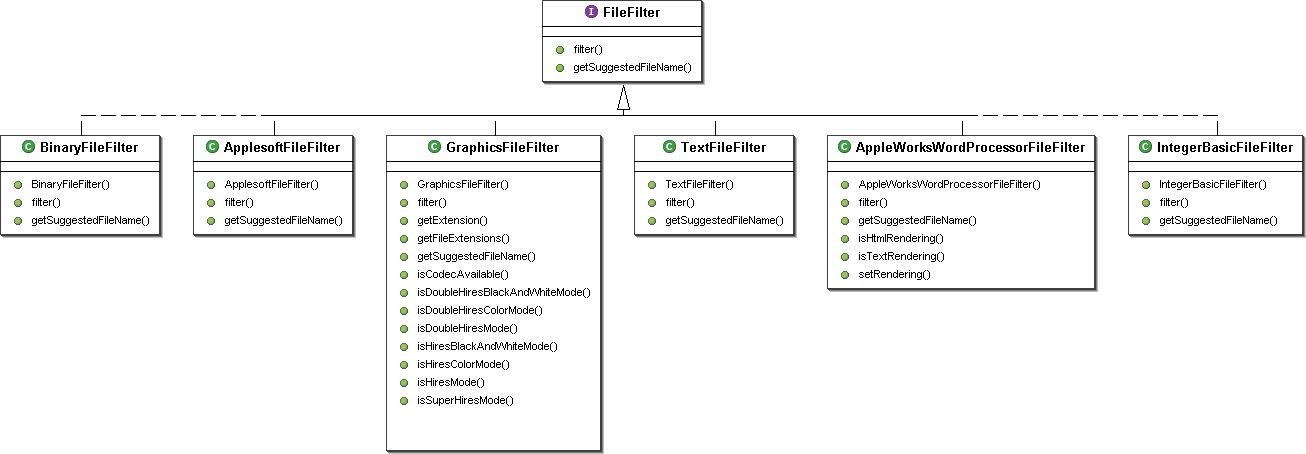 I FileFilter
filter()
getSuggestedFileName()
C BinaryFileFilter
BinaryFileFilter()
filter()
getSuggestedFileName()
C ApplesoftFileFilter
ApplesoftFileFilter()
filter()
getSuggestedFileName()
C GraphicsFileFilter
GraphicsFileFilter()
filter()
getExtension()
getFileExtensions()
getSuggestedFileName()
isCodecAvailable()
isDoubleHiresBlackAndWhiteMode()
isDoubleHiresColorMode()
isDoubleHiresMode()
isHiresBlackAndWhiteMode()
isHiresColorMode()
isHiresMode()
isSuperHiresMode()
C TextFileFilter
TextFileFilter()
filter()
getSuggestedFileName()
C AppleWorksWordProcessorFileFilter
AppleWorksWordProcessorFileFilter()
filter()
getSuggestedFileName()
isHtmlRendering()
isTextRendering()
setRendering()
C IntegerBasicFileFilter
IntegerBasicFileFilter()
filter()
getSuggestedFileName()